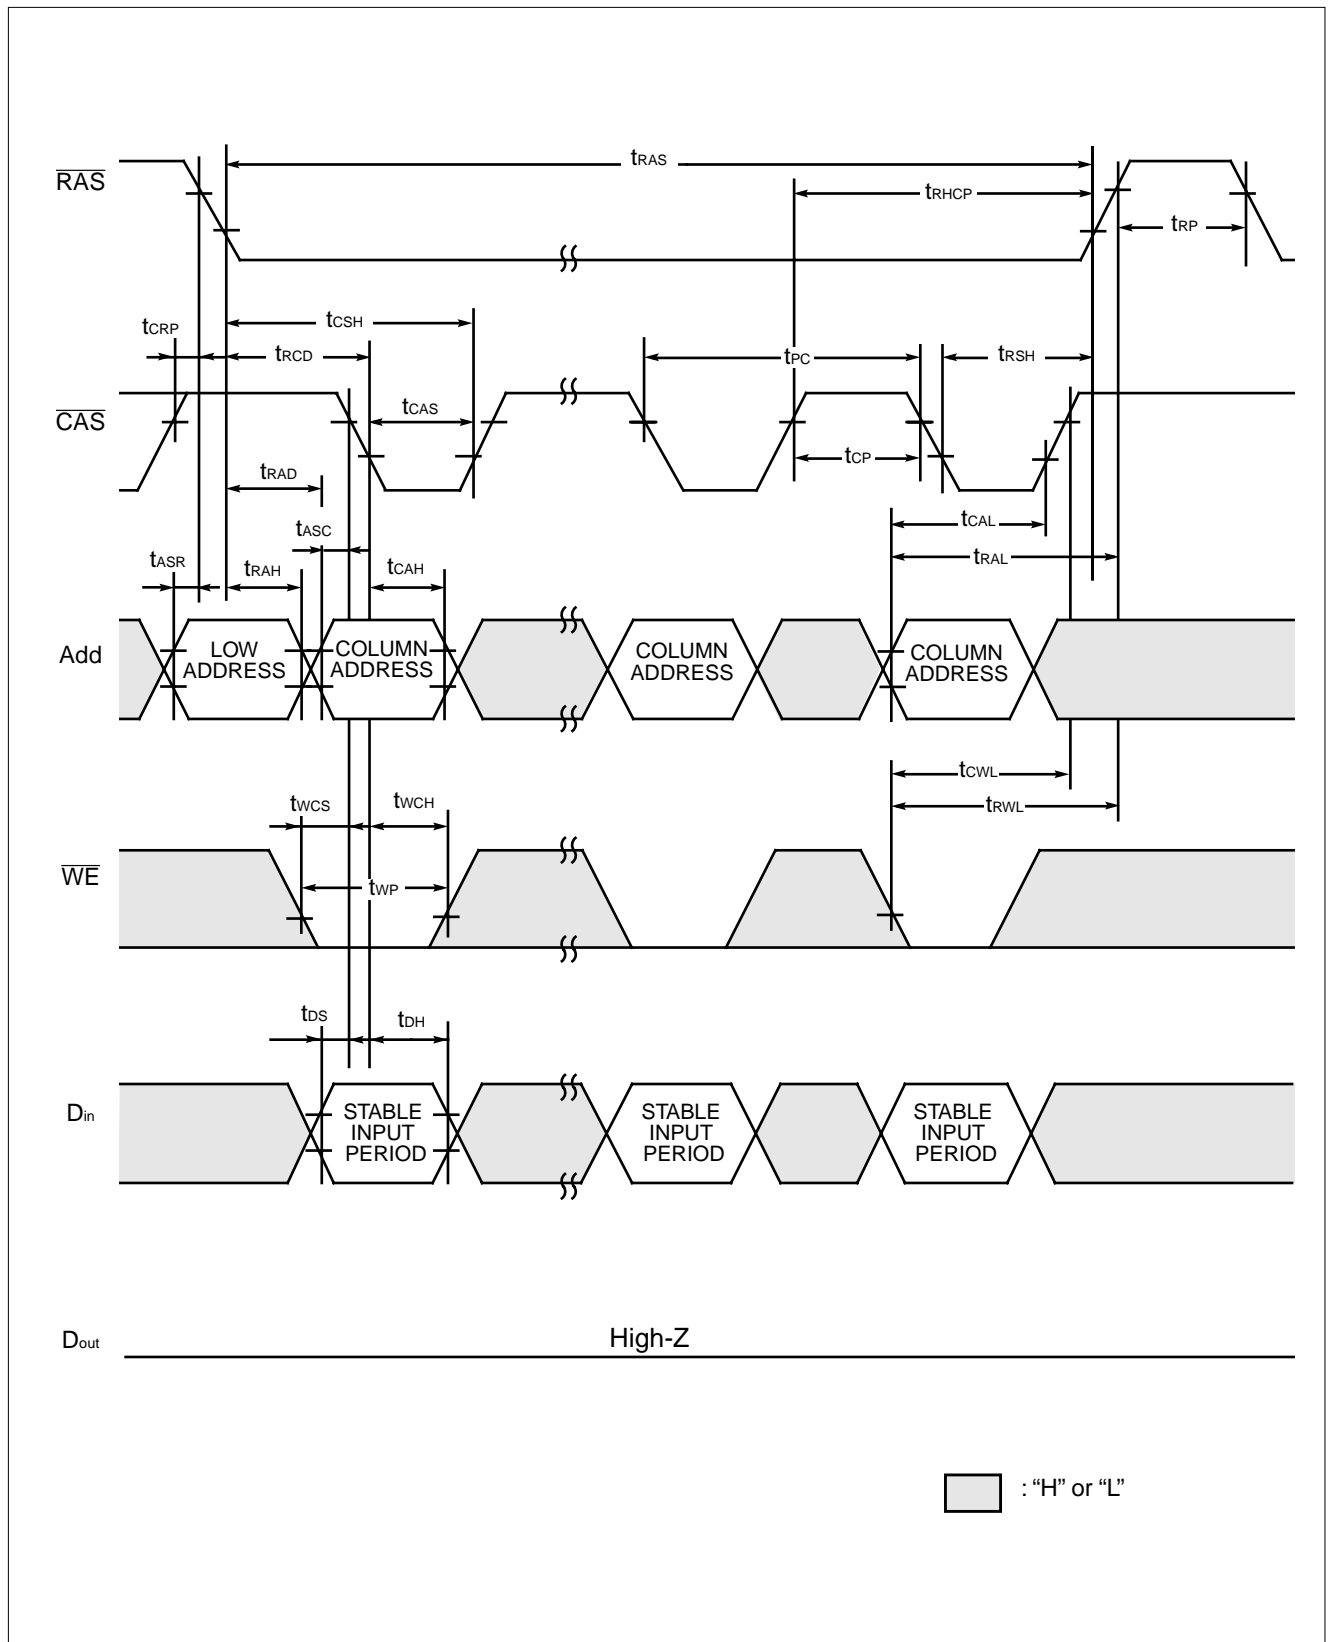 tRAS
RAS
tRHCP
tRP
tCRP
tCSH
tRCD
tPC
tRSH
CAS
tCAS
tCP
tRAD
tASC
tCAL
tASR
tRAH
tCAH
tRAL
Add
LOW
ADDRESS
COLUMN
ADDRESS
COLUMN
ADDRESS
COLUMN
ADDRESS
tCWL
tWCS
tWCH
tRWL
WE
tWP
tDS
tDH
Din
STABLE
INPUT
PERIOD
STABLE
INPUT
PERIOD
STABLE
INPUT
PERIOD
Dout
High-Z
: “H” or “L”